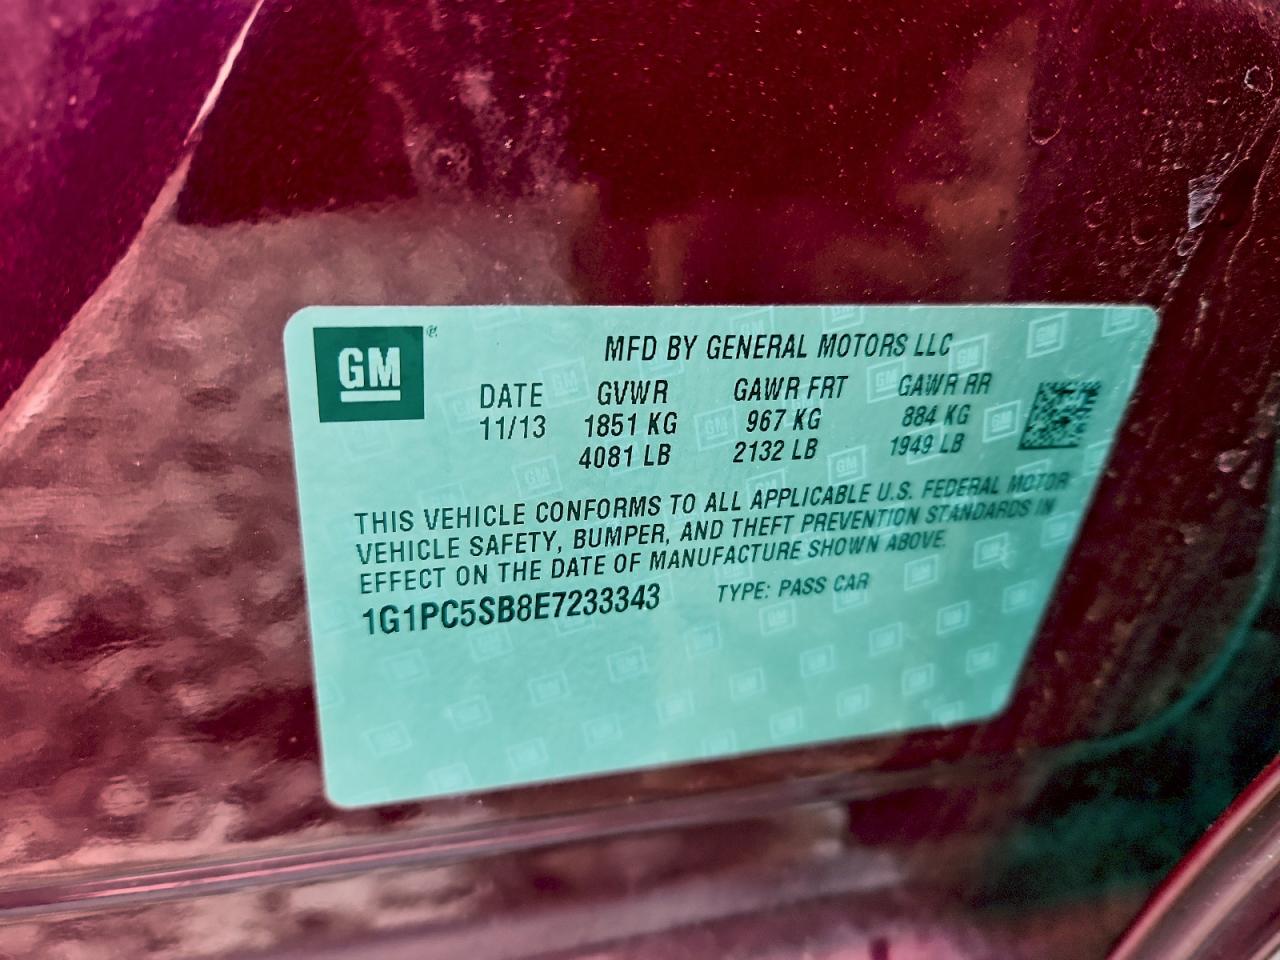 GM®
MFD BY GENERAL MOTORS LLC
DATE GVWR GAWR FRT GAWR RR
11/13 1851 KG 967 KG 884 KG
4081 LB 2132 LB 1949 LB
THIS VEHICLE CONFORMS TO ALL APPLICABLE U.S. FEDERAL MOTOR
VEHICLE SAFETY, BUMPER, AND THEFT PREVENTION STANDARDS IN
EFFECT ON THE DATE OF MANUFACTURE SHOWN ABOVE.
1G1PC5SB8E7233343 TYPE: PASS CAR